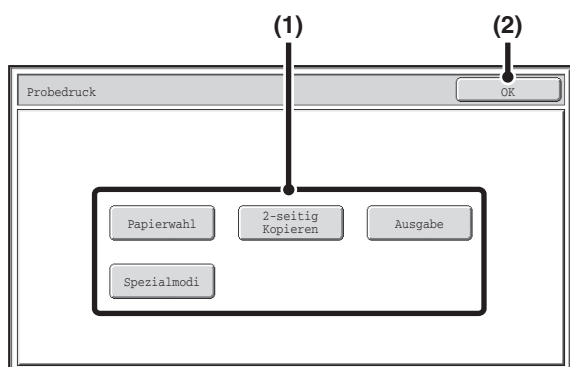 (1) (2)
Probedruck OK
Papierwahl 2-seitig Kopieren Ausgabe
Spezialmodi